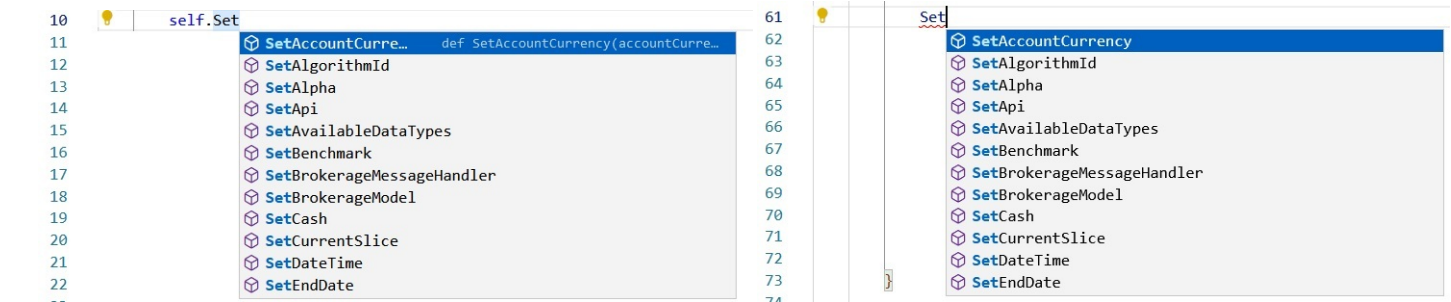 10 self.Set
11 SetAccountCurre… def SetAccountCurrency(accountCurre…
12 SetAlgorithmId
13 SetAlpha
14 SetApi
15 SetAvailableDataTypes
16 SetBenchmark
17 SetBrokerageMessageHandler
18 SetBrokerageModel
19 SetCash
20 SetCurrentSlice
21 SetDateTime
22 SetEndDate
61 Set
62 SetAccountCurrency
63 SetAlgorithmId
64 SetAlpha
65 SetApi
66 SetAvailableDataTypes
67 SetBenchmark
68 SetBrokerageMessageHandler
69 SetBrokerageModel
70 SetCash
71 SetCurrentSlice
72 SetDateTime
73 } SetEndDate
74